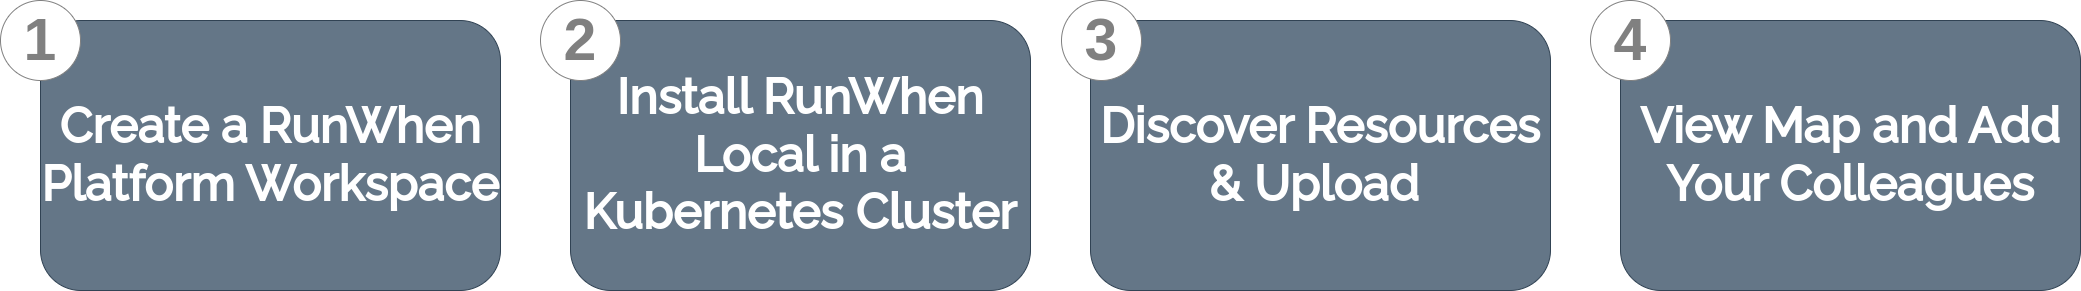 1
Create a RunWhen
Platform Workspace
2
Install RunWhen
Local in a
Kubernetes Cluster
3
Discover Resources
& Upload
4
View Map and Add
Your Colleagues